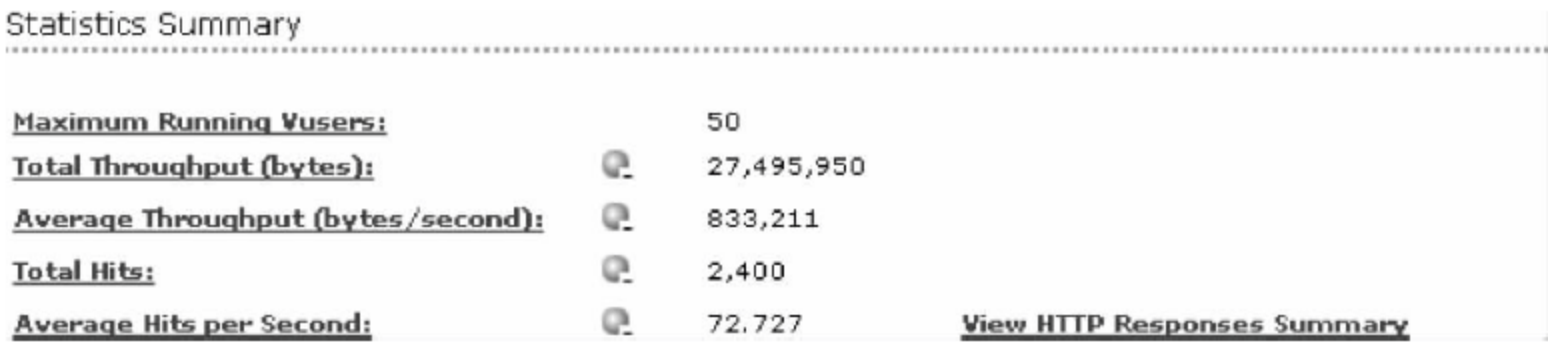 Statistics Summary
Maximum Running Vusers: 50
Total Throughput (bytes): 27,495,950
Average Throughput (bytes/second): 833,211
Total Hits: 2,400
Average Hits per Second: 72.727 View HTTP Responses Summary